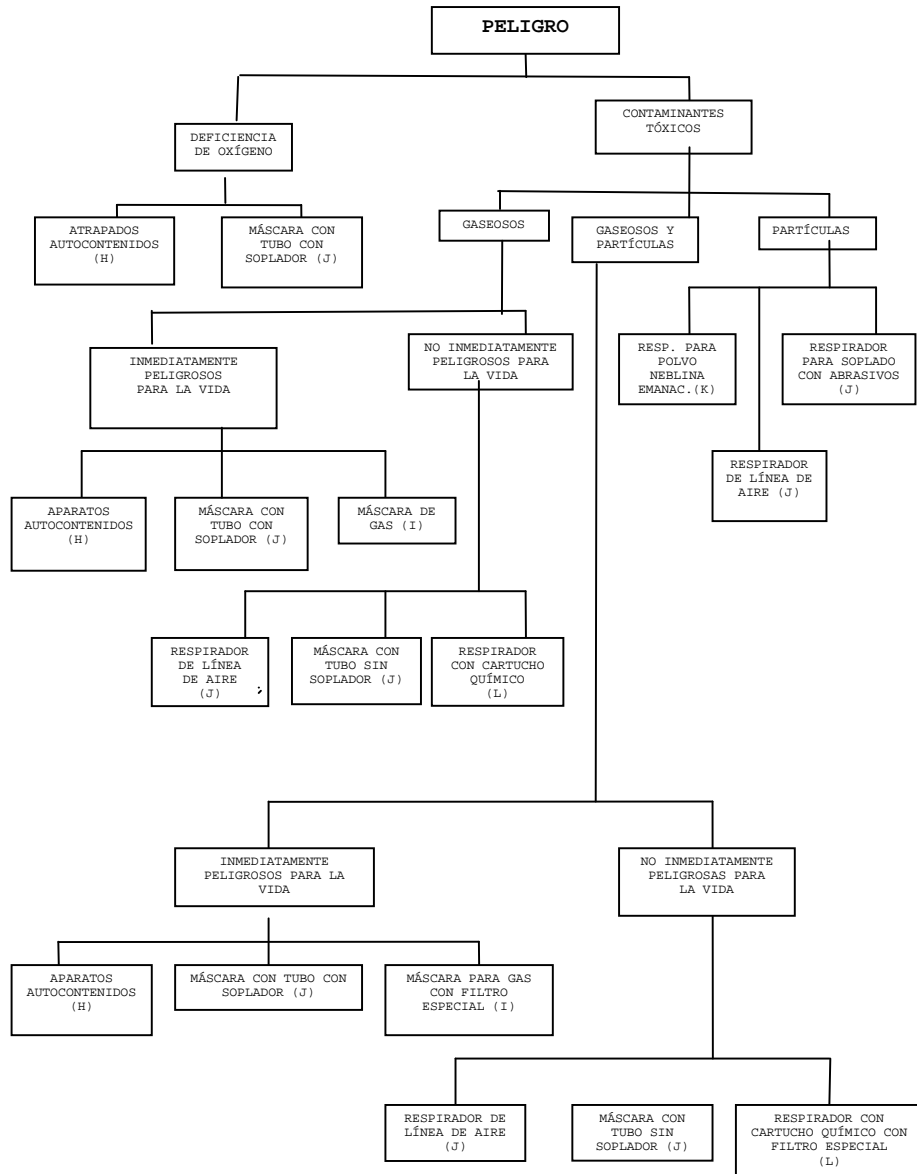 PELIGRO
DEFICIENCIA
DE OXÍGENO
CONTAMINANTES
TÓXICOS
ATRAPADOS
AUTOCONTENIDOS
(H)
MÁSCARA CON
TUBO CON
SOPLADOR (J)
GASEOSOS
GASEOSOS Y
PARTÍCULAS
PARTÍCULAS
INMEDIATAMENTE
PELIGROSOS
PARA LA VIDA
NO INMEDIATAMENTE
PELIGROSOS PARA
LA VIDA
RESP. PARA
POLVO
NEBLINA
EMANAC.(K)
RESPIRADOR
PARA SOPLADO
CON ABRASIVOS
(J)
RESPIRADOR
DE LÍNEA DE
AIRE (J)
APARATOS
AUTOCONTENIDOS
(H)
MÁSCARA CON
TUBO CON
SOPLADOR (J)
MÁSCARA DE
GAS (I)
RESPIRADOR
DE LÍNEA
DE AIRE
(J)
MÁSCARA CON
TUBO SIN
SOPLADOR (J)
RESPIRADOR
CON CARTUCHO
QUÍMICO
(L)
INMEDIATAMENTE
PELIGROSOS PARA LA
VIDA
NO INMEDIATAMENTE
PELIGROSAS PARA
LA VIDA
APARATOS
AUTOCONTENIDOS
(H)
MÁSCARA CON TUBO CON
SOPLADOR (J)
MÁSCARA PARA GAS
CON FILTRO
ESPECIAL (I)
RESPIRADOR DE
LÍNEA DE AIRE
(J)
MÁSCARA CON
TUBO SIN
SOPLADOR (J)
RESPIRADOR CON
CARTUCHO QUÍMICO CON
FILTRO ESPECIAL
(L)